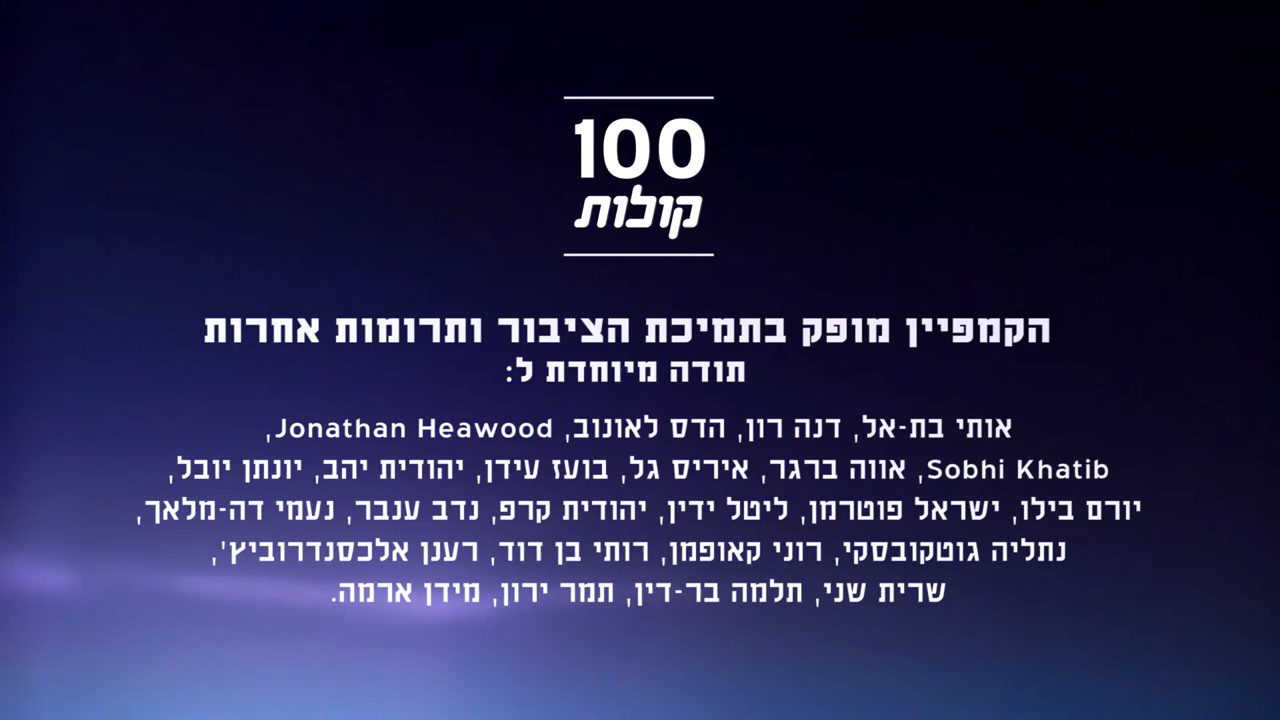 100
קולות
הקמפיין מופק בתמיכת הציבור ותרומות אחרות
תודה מיוחדת ל:
אותי בת-אל, דנה רון, הדס לאונוב, Jonathan Heawood,
Sobhi Khatib, אווה ברגר, איריס גל, בועז עידן, יהודית יהב, יונתן יובל,
יורם בילו, ישראל פוטרמן, ליטל ידין, יהודית קרפ, נדב ענבר, נעמי דה-מלאך,
נתליה גוטקובסקי, רוני קאופמן, רותי בן דוד, רענן אלכסנדרוביץ',
שרית שני, תלמה בר-דין, תמר ירון, מידן ארמה.